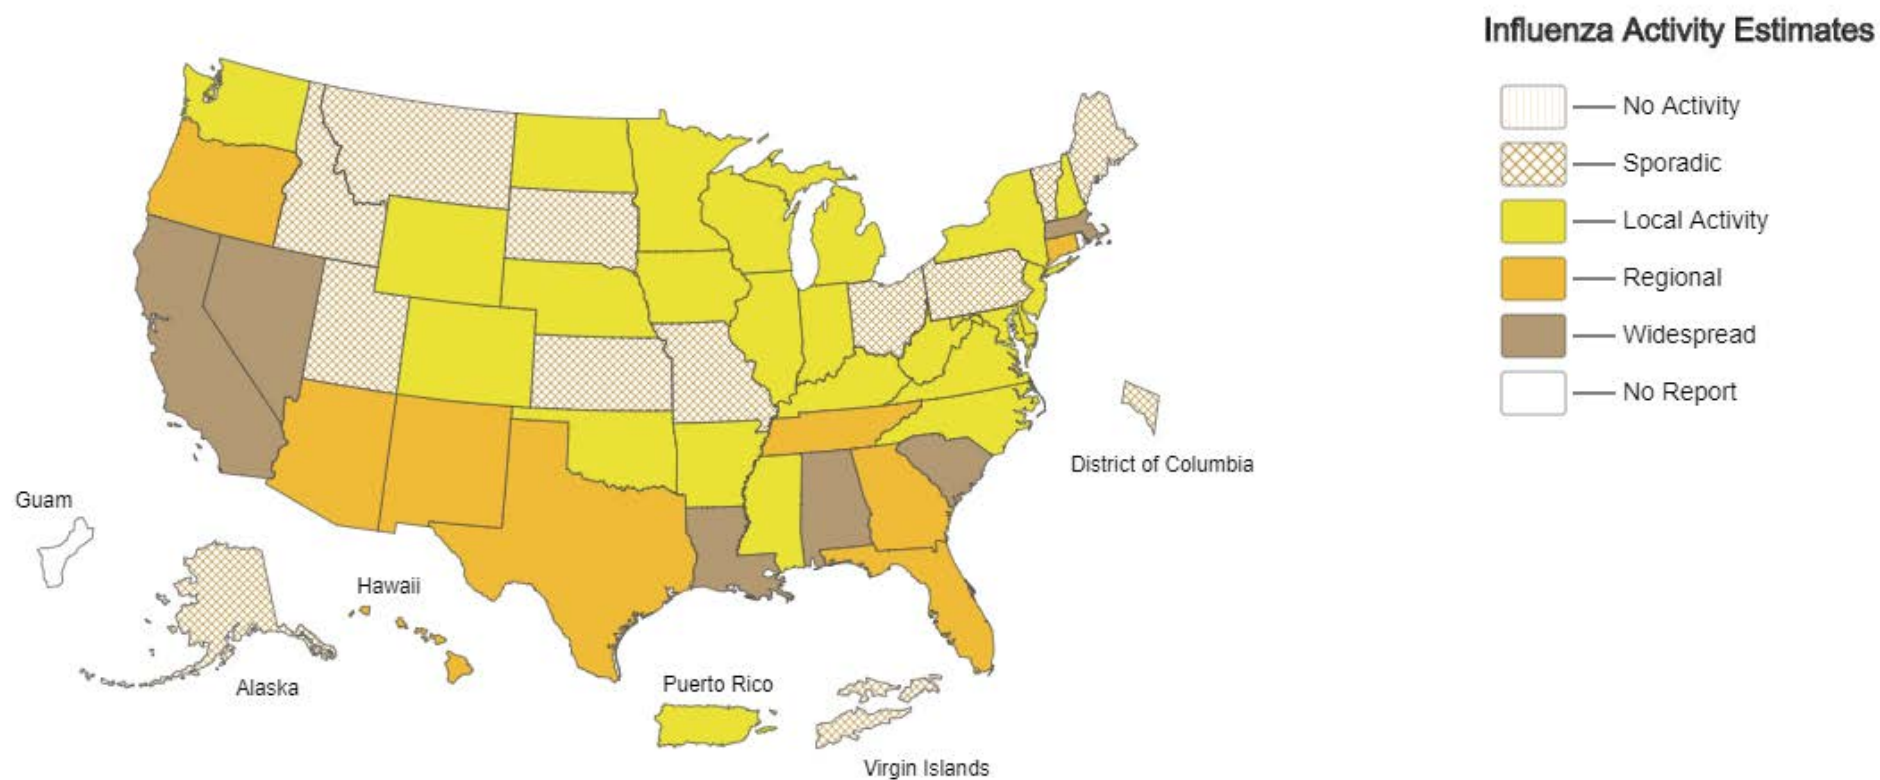 Influenza Activity Estimates
No Activity
Sporadic
Local Activity
Regional
Widespread
No Report
District of Columbia
Guam
Hawaii
Alaska
Puerto Rico
Virgin Islands